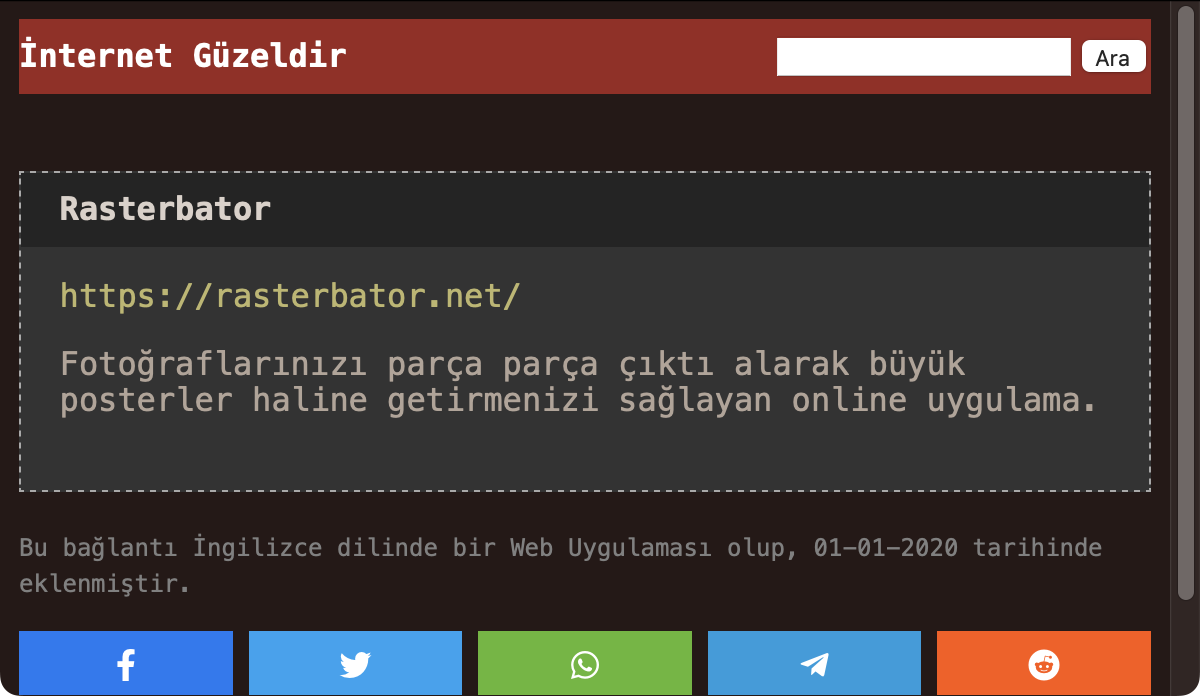 İnternet Güzeldir
Ara
Rasterbator
https://rasterbator.net/
Fotoğraflarınızı parça parça çıktı alarak büyük
posterler haline getirmenizi sağlayan online uygulama.
Bu bağlantı İngilizce dilinde bir Web Uygulaması olup, 01-01-2020 tarihinde
eklenmiştir.